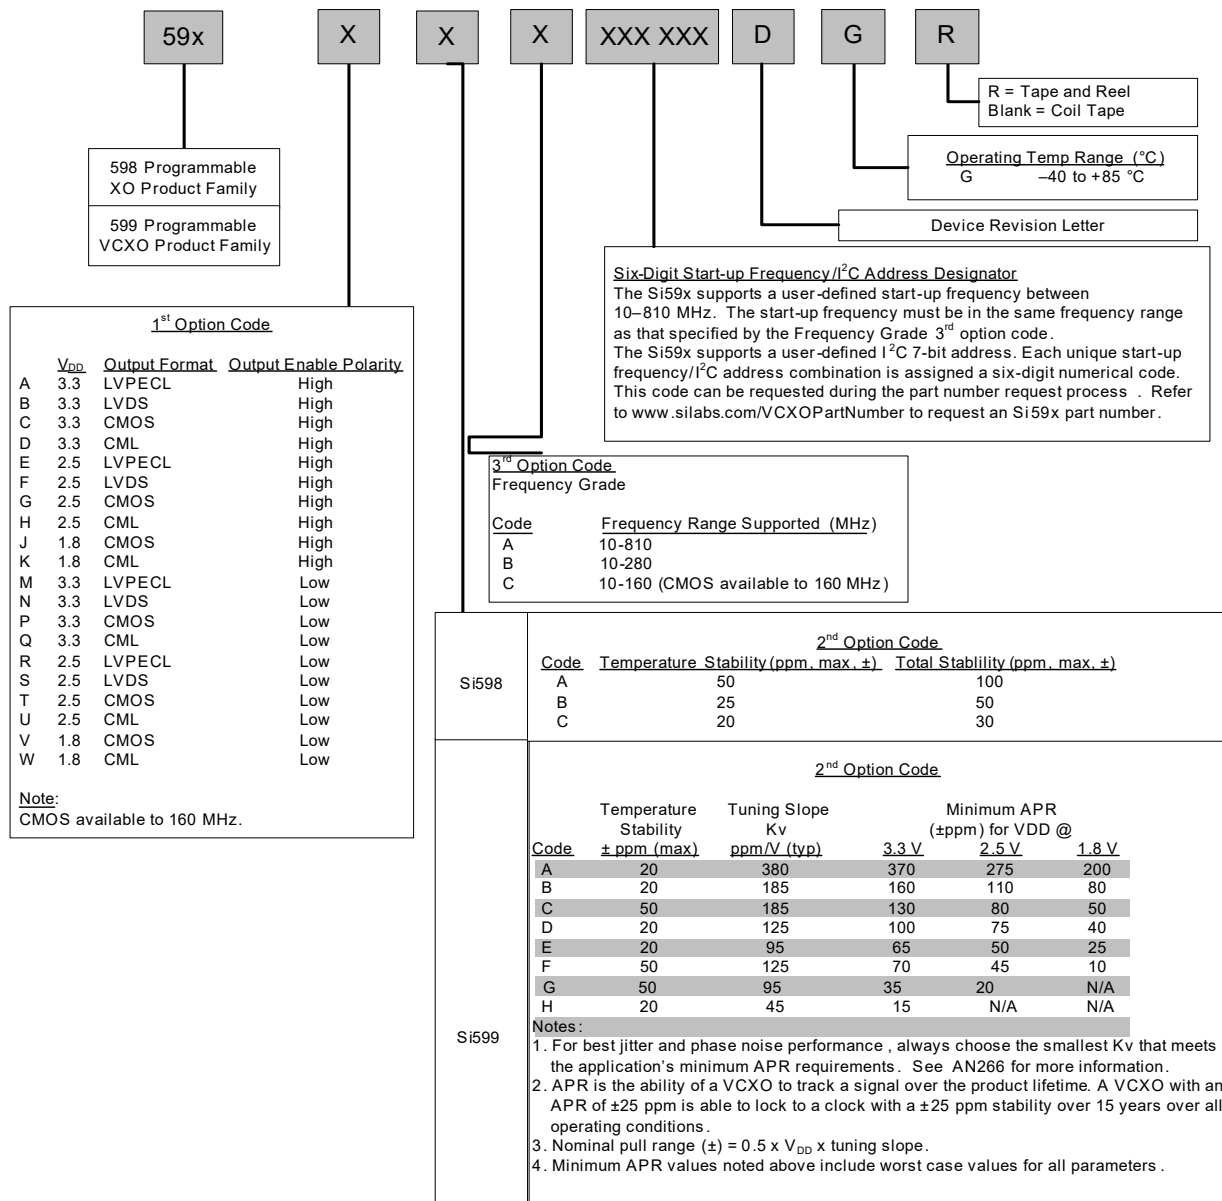 59x X X X XXX XXX D G R
R = Tape and Reel
Blank = Coil Tape
Operating Temp Range (°C)
G –40 to +85 °C
Device Revision Letter
598 Programmable
XO Product Family
599 Programmable
VCXO Product Family
Six-Digit Start-up Frequency/I²C Address Designator
The Si59x supports a user-defined start-up frequency between
10–810 MHz. The start-up frequency must be in the same frequency range
as that specified by the Frequency Grade 3rd option code.
The Si59x supports a user-defined I²C 7-bit address. Each unique start-up
frequency/I²C address combination is assigned a six-digit numerical code.
This code can be requested during the part number request process . Refer
to www.silabs.com/VCXOPartNumber to request an Si59x part number.
1st Option Code
VDD Output Format Output Enable Polarity
A 3.3 LVPECL High
B 3.3 LVDS High
C 3.3 CMOS High
D 3.3 CML High
E 2.5 LVPECL High
F 2.5 LVDS High
G 2.5 CMOS High
H 2.5 CML High
J 1.8 CMOS High
K 1.8 CML High
M 3.3 LVPECL Low
N 3.3 LVDS Low
P 3.3 CMOS Low
Q 3.3 CML Low
R 2.5 LVPECL Low
S 2.5 LVDS Low
T 2.5 CMOS Low
U 2.5 CML Low
V 1.8 CMOS Low
W 1.8 CML Low
Note:
CMOS available to 160 MHz.
3rd Option Code
Frequency Grade
Code Frequency Range Supported (MHz)
A 10-810
B 10-280
C 10-160 (CMOS available to 160 MHz)
Si598
2nd Option Code
Code Temperature Stability (ppm, max, ±) Total Stablility (ppm, max, ±)
A 50 100
B 25 50
C 20 30
Si599
2nd Option Code
Temperature Tuning Slope Minimum APR
Stability Kv (±ppm) for VDD @
Code ± ppm (max) ppm/V (typ) 3.3 V 2.5 V 1.8 V
A 20 380 370 275 200
B 20 185 160 110 80
C 50 185 130 80 50
D 20 125 100 75 40
E 20 95 65 50 25
F 50 125 70 45 10
G 50 95 35 20 N/A
H 20 45 15 N/A N/A
Notes:
1. For best jitter and phase noise performance , always choose the smallest Kv that meets
the application's minimum APR requirements. See AN266 for more information.
2. APR is the ability of a VCXO to track a signal over the product lifetime. A VCXO with an
APR of ±25 ppm is able to lock to a clock with a ±25 ppm stability over 15 years over all
operating conditions.
3. Nominal pull range (±) = 0.5 x VDD x tuning slope.
4. Minimum APR values noted above include worst case values for all parameters .